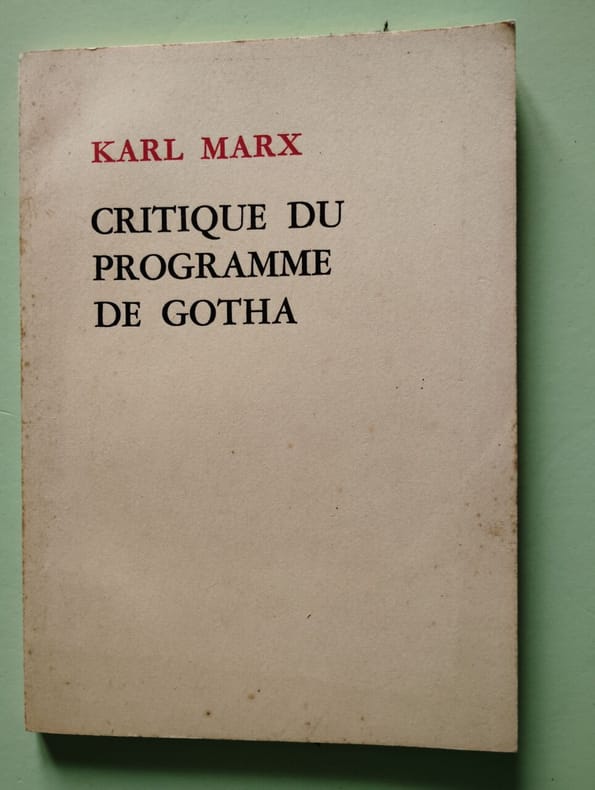 KARL MARX
CRITIQUE DU
PROGRAMME
DE GOTHA